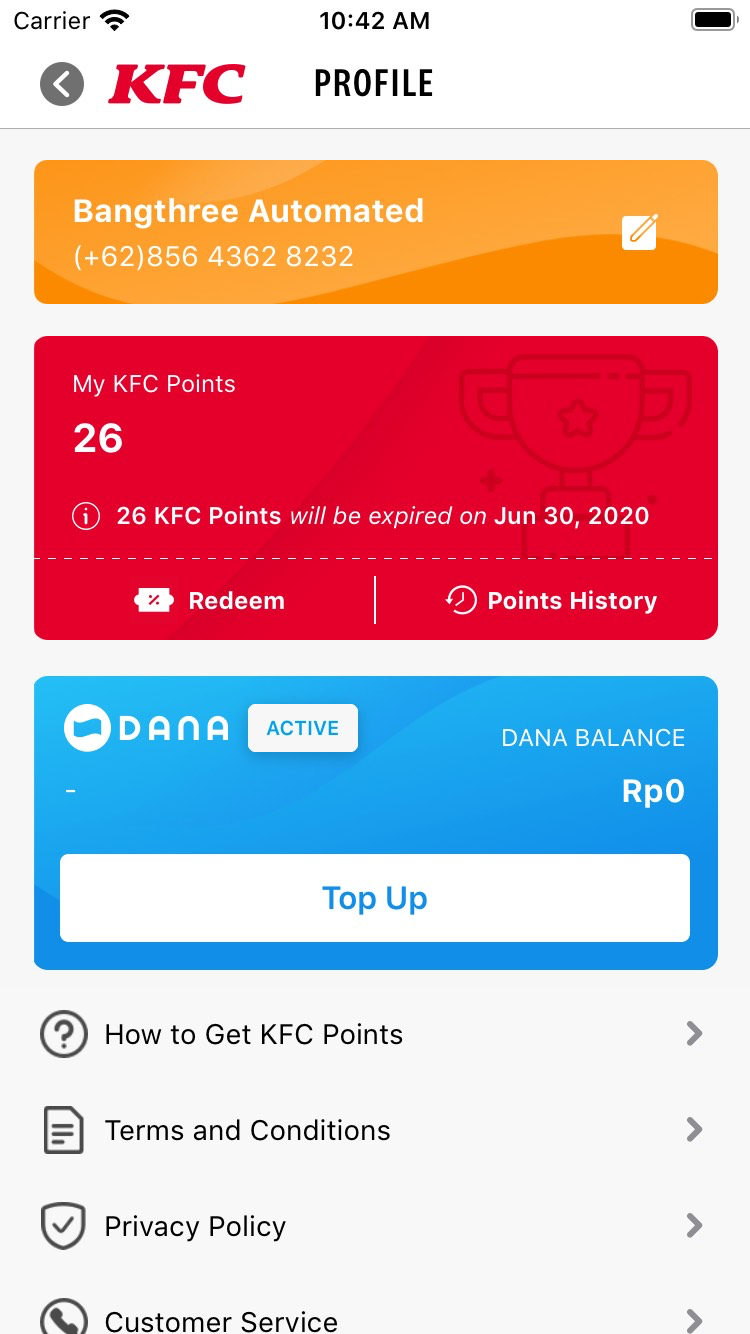 Carrier 10:42 AM
KFC PROFILE
Bangthree Automated
(+62)856 4362 8232
My KFC Points
26
26 KFC Points will be expired on Jun 30, 2020
Redeem Points History
DANA ACTIVE DANA BALANCE
- Rp0
Top Up
How to Get KFC Points
Terms and Conditions
Privacy Policy
Customer Service